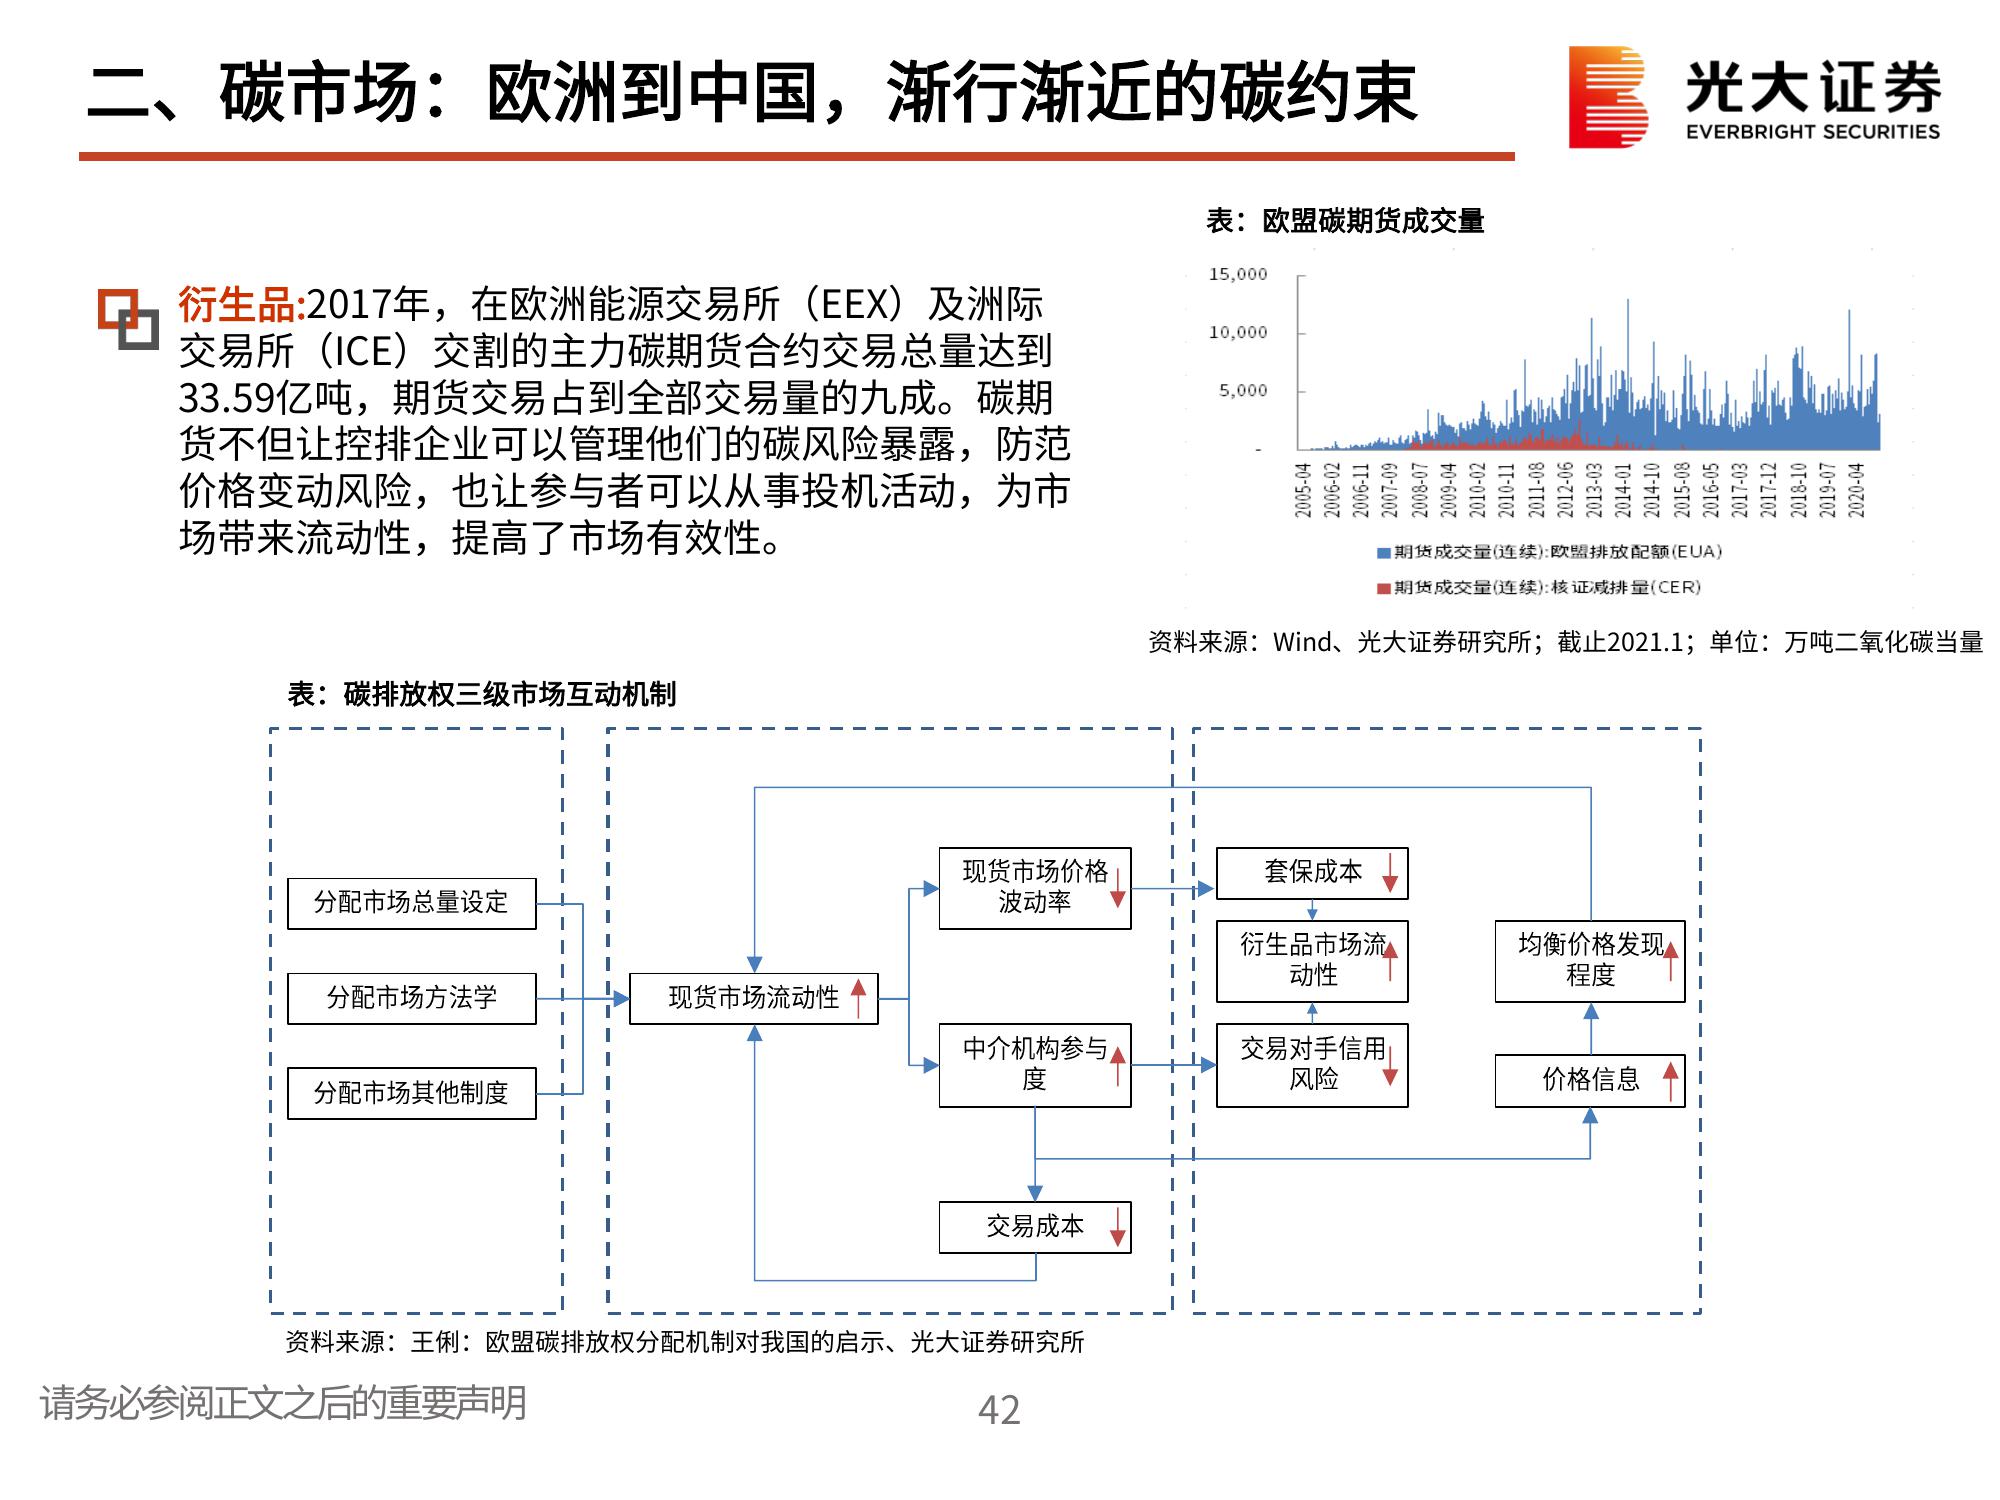 二、碳市场：欧洲到中国，渐行渐近的碳约束
光大证券
EVERBRIGHT SECURITIES
表：欧盟碳期货成交量
衍生品:2017年，在欧洲能源交易所（EEX）及洲际
交易所（ICE）交割的主力碳期货合约交易总量达到
33.59亿吨，期货交易占到全部交易量的九成。碳期
货不但让控排企业可以管理他们的碳风险暴露，防范
价格变动风险，也让参与者可以从事投机活动，为市
场带来流动性，提高了市场有效性。
15,000
10,000
5,000
-
2005-04
2006-02
2006-11
2007-09
2008-07
2009-04
2010-02
2010-11
2011-08
2012-06
2013-03
2014-01
2014-10
2015-08
2016-05
2017-03
2017-12
2018-10
2019-07
2020-04
期货成交量(连续):欧盟排放配额(EUA)
期货成交量(连续):核证减排量(CER)
资料来源：Wind、光大证券研究所；截止2021.1；单位：万吨二氧化碳当量
表：碳排放权三级市场互动机制
分配市场总量设定
分配市场方法学
分配市场其他制度
现货市场流动性
现货市场价格
波动率
中介机构参与
度
交易成本
套保成本
衍生品市场流
动性
交易对手信用
风险
均衡价格发现
程度
价格信息
资料来源：王俐：欧盟碳排放权分配机制对我国的启示、光大证券研究所
请务必参阅正文之后的重要声明
42